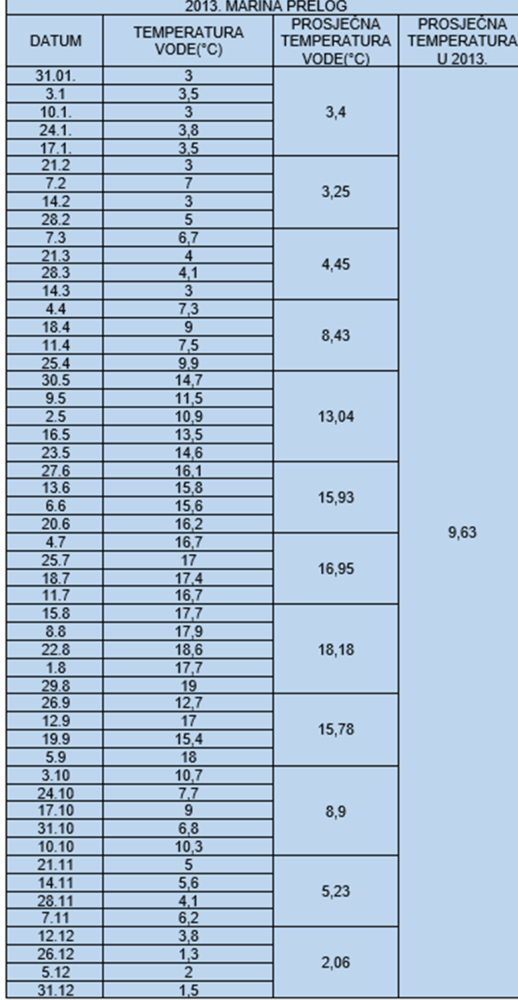 2013. MARINA PRELOG
DATUM TEMPERATURA VODE(°C) PROSJEČNA TEMPERATURA VODE(°C) PROSJEČNA TEMPERATURA U 2013.
31.01. 3
3.1 3,5
10.1. 3 3,4
24.1. 3,8
17.1. 3,5
21.2 3
7.2 7 3,25
14.2 3
28.2 5
7.3 6,7
21.3 4 4,45
28.3 4,1
14.3 3
4.4 7,3
18.4 9 8,43
11.4 7,5
25.4 9,9
30.5 14,7
9.5 11,5
2.5 10,9 13,04
16.5 13,5
23.5 14,6
27.6 16,1
13.6 15,8 15,93
6.6 15,6
20.6 16,2 9,63
4.7 16,7
25.7 17 16,95
18.7 17,4
11.7 16,7
15.8 17,7
8.8 17,9
22.8 18,6 18,18
1.8 17,7
29.8 19
26.9 12,7
12.9 17 15,78
19.9 15,4
5.9 18
3.10 10,7
24.10 7,7
17.10 9 8,9
31.10 6,8
10.10 10,3
21.11 5
14.11 5,6 5,23
28.11 4,1
7.11 6,2
12.12 3,8
26.12 1,3 2,06
5.12 2
31.12 1,5